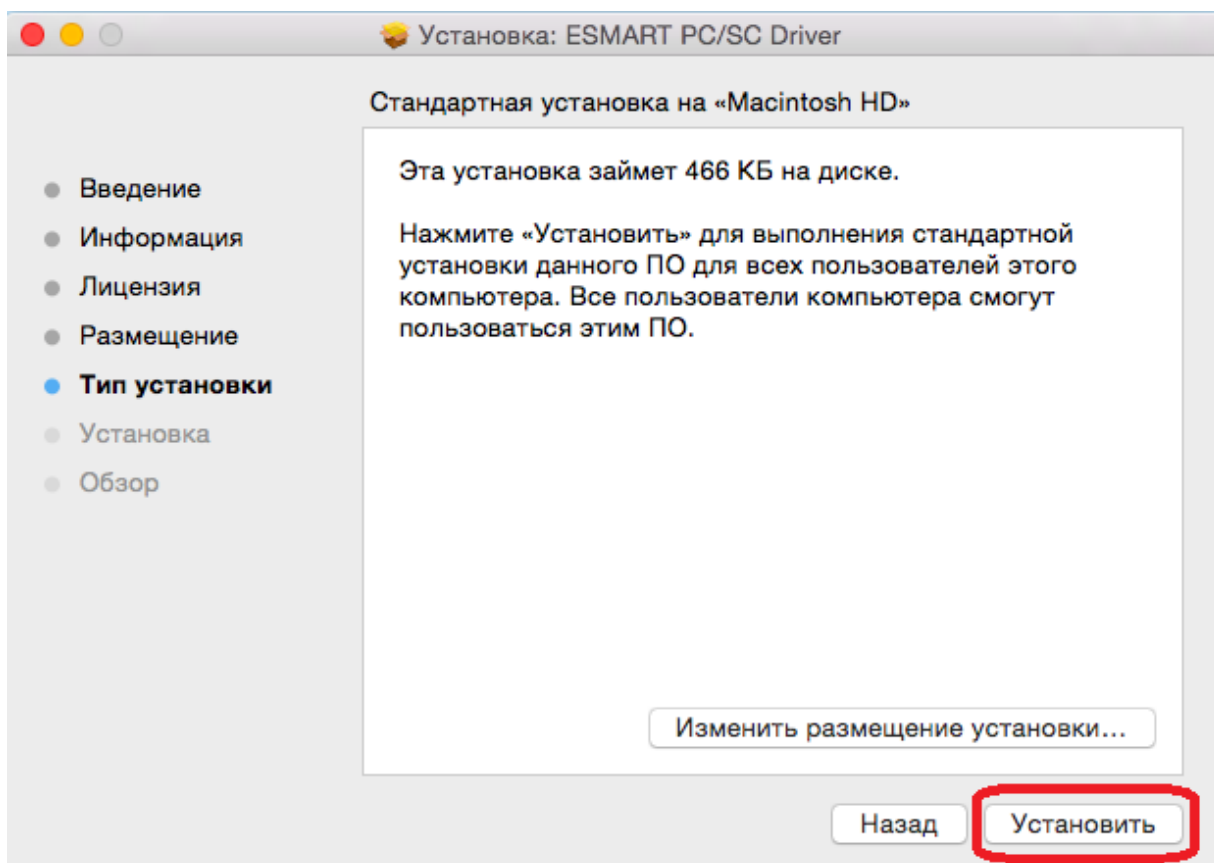 Установка: ESMART PC/SC Driver
Стандартная установка на «Macintosh HD»
Введение
Информация
Лицензия
Размещение
Тип установки
Установка
Обзор
Эта установка займет 466 КБ на диске.
Нажмите «Установить» для выполнения стандартной
установки данного ПО для всех пользователей этого
компьютера. Все пользователи компьютера смогут
пользоваться этим ПО.
Изменить размещение установки...
Назад
Установить